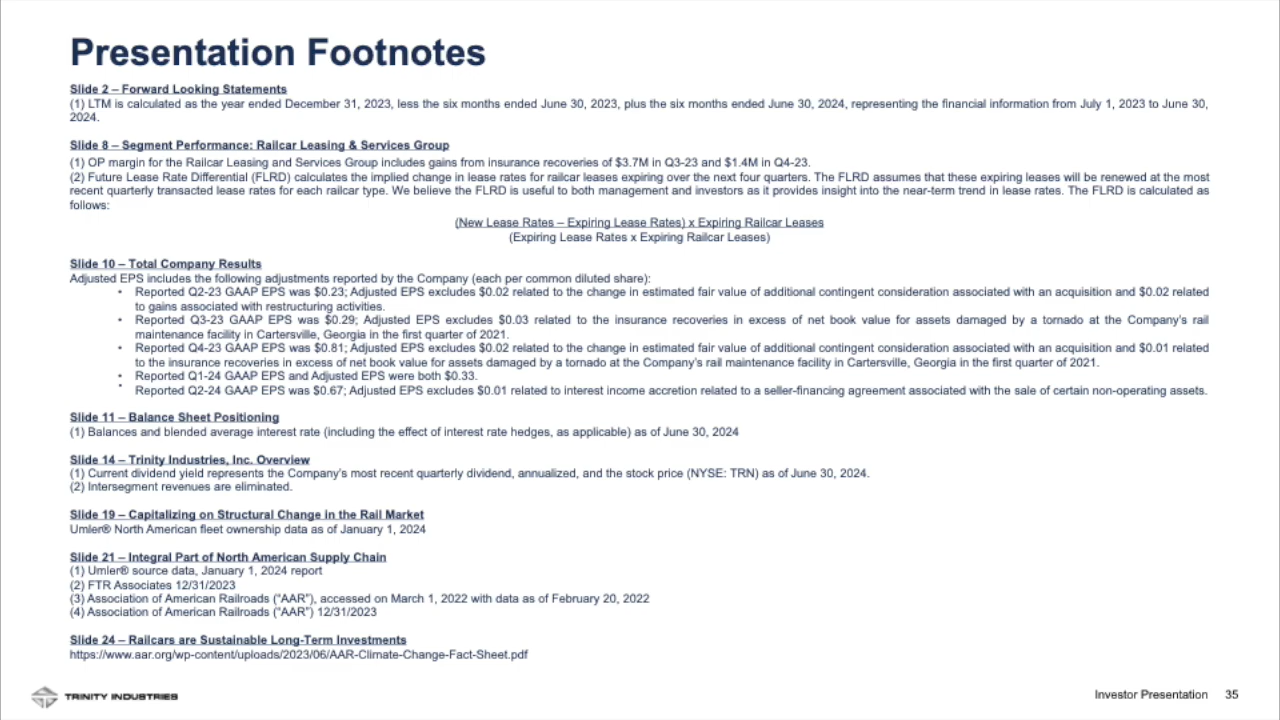 Presentation Footnotes
Slide 2 – Forward Looking Statements
(1) LTM is calculated as the year ended December 31, 2023, less the six months ended June 30, 2023, plus the six months ended June 30, 2024, representing the financial information from July 1, 2023 to June 30,
2024.
Slide 8 – Segment Performance: Railcar Leasing & Services Group
(1) OP margin for the Railcar Leasing and Services Group includes gains from insurance recoveries of $3.7M in Q3-23 and $1.4M in Q4-23.
(2) Future Lease Rate Differential (FLRD) calculates the implied change in lease rates for railcar leases expiring over the next four quarters. The FLRD assumes that these expiring leases will be renewed at the most
recent quarterly transacted lease rates for each railcar type. We believe the FLRD is useful to both management and investors as it provides insight into the near-term trend in lease rates. The FLRD is calculated as
follows:
(New Lease Rates – Expiring Lease Rates) x Expiring Railcar Leases
(Expiring Lease Rates x Expiring Railcar Leases)
Slide 10 – Total Company Results
Adjusted EPS includes the following adjustments reported by the Company (each per common diluted share):
• Reported Q2-23 GAAP EPS was $0.23; Adjusted EPS excludes $0.02 related to the change in estimated fair value of additional contingent consideration associated with an acquisition and $0.02 related
to gains associated with restructuring activities.
• Reported Q3-23 GAAP EPS was $0.29; Adjusted EPS excludes $0.03 related to the insurance recoveries in excess of net book value for assets damaged by a tornado at the Company's rail
maintenance facility in Cartersville, Georgia in the first quarter of 2021.
• Reported Q4-23 GAAP EPS was $0.81; Adjusted EPS excludes $0.02 related to the change in estimated fair value of additional contingent consideration associated with an acquisition and $0.01 related
to the insurance recoveries in excess of net book value for assets damaged by a tornado at the Company's rail maintenance facility in Cartersville, Georgia in the first quarter of 2021.
• Reported Q1-24 GAAP EPS and Adjusted EPS were both $0.33.
• Reported Q2-24 GAAP EPS was $0.67; Adjusted EPS excludes $0.01 related to interest income accretion related to a seller-financing agreement associated with the sale of certain non-operating assets.
Slide 11 – Balance Sheet Positioning
(1) Balances and blended average interest rate (including the effect of interest rate hedges, as applicable) as of June 30, 2024
Slide 14 – Trinity Industries, Inc. Overview
(1) Current dividend yield represents the Company's most recent quarterly dividend, annualized, and the stock price (NYSE: TRN) as of June 30, 2024.
(2) Intersegment revenues are eliminated.
Slide 19 – Capitalizing on Structural Change in the Rail Market
Umler® North American fleet ownership data as of January 1, 2024
Slide 21 – Integral Part of North American Supply Chain
(1) Umler® source data, January 1, 2024 report
(2) FTR Associates 12/31/2023
(3) Association of American Railroads ("AAR"), accessed on March 1, 2022 with data as of February 20, 2022
(4) Association of American Railroads ("AAR") 12/31/2023
Slide 24 – Railcars are Sustainable Long-Term Investments
https://www.aar.org/wp-content/uploads/2023/06/AAR-Climate-Change-Fact-Sheet.pdf
TRINITY INDUSTRIES
Investor Presentation 35